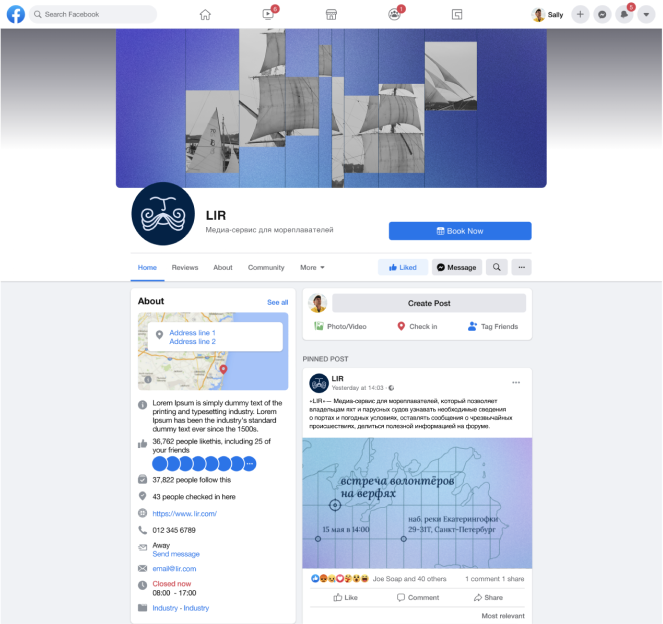 Search Facebook
6
1
Sally
5
LIR
Медиа-сервис для мореплавателей
Book Now
Home
Reviews
About
Community
More
Liked
Message
About
See all
Address line 1
Address line 2
Lorem Ipsum is simply dummy text of the
printing and typesetting industry. Lorem
Ipsum has been the industry's standard
dummy text ever since the 1500s.
36,762 people likethis, including 25 of
your friends
37,822 people follow this
43 people checked in here
https://www.lir.com/
012 345 6789
Away
Send message
email@lir.com
Closed now
08:00 - 17:00
Industry · Industry
Create Post
Photo/Video
Check in
Tag Friends
PINNED POST
LIR
Yesterday at 14:03 ·
«LIR»— Медиа-сервис для мореплавателей, который позволяет
владельцам яхт и парусных судов узнавать необходимые сведения
о портах и погодных условиях, оставлять сообщения о чрезвычайных
происшествиях, делиться полезной информацией на форуме.
встреча волонтёров
на верфях
15 мая в 14:00
наб. реки Екатерингофки
29-31Т, Санкт-Петербург
Joe Soap and 40 others
1 comment 1 share
Like
Comment
Share
Most relevant